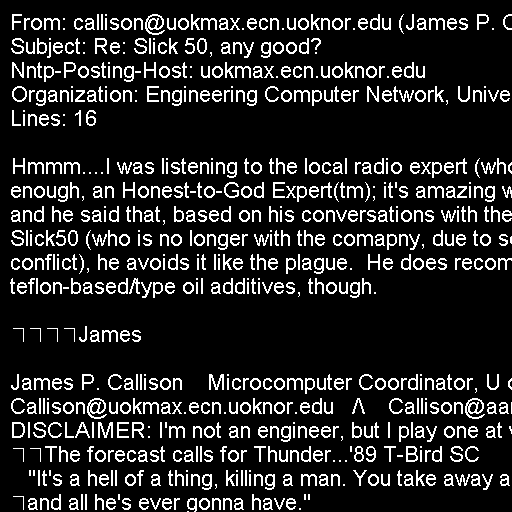 From: callison@uokmax.ecn.uoknor.edu (James P. C
Subject: Re: Slick 50, any good?
Nntp-Posting-Host: uokmax.ecn.uoknor.edu
Organization: Engineering Computer Network, Unive
Lines: 16

Hmmm....I was listening to the local radio expert (who
enough, an Honest-to-God Expert(tm); it's amazing w
and he said that, based on his conversations with the
Slick50 (who is no longer with the comapny, due to s
conflict), he avoids it like the plague.  He does recom
teflon-based/type oil additives, though.

James

James P. Callison    Microcomputer Coordinator, U o
Callison@uokmax.ecn.uoknor.edu   /\    Callison@aar
DISCLAIMER: I'm not an engineer, but I play one at w
The forecast calls for Thunder...'89 T-Bird SC
"It's a hell of a thing, killing a man. You take away a
and all he's ever gonna have."